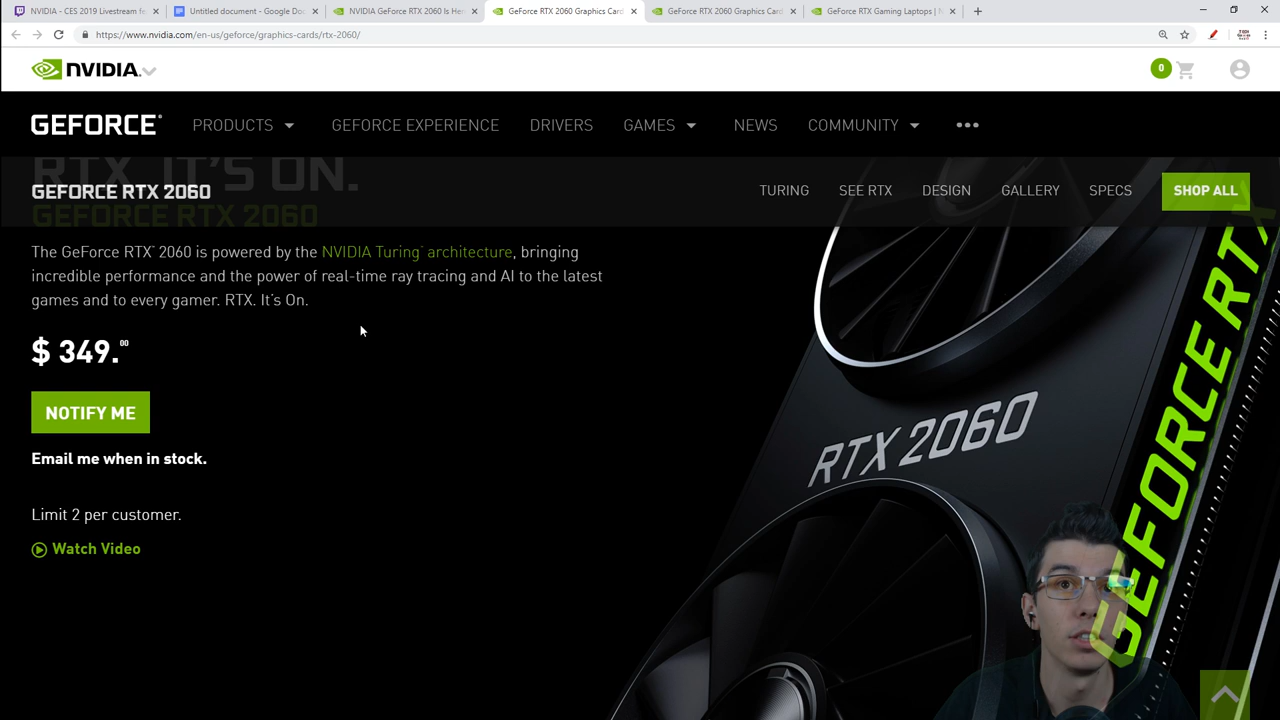 NVIDIA - CES 2019 Livestream fe
Untitled document - Google Doc
NVIDIA GeForce RTX 2060 Is Her
GeForce RTX 2060 Graphics Card
GeForce RTX 2060 Graphics Card
GeForce RTX Gaming Laptops | N
https://www.nvidia.com/en-us/geforce/graphics-cards/rtx-2060/
NVIDIA.
0
GEFORCE
PRODUCTS
GEFORCE EXPERIENCE
DRIVERS
GAMES
NEWS
COMMUNITY
RTX. IT'S ON.
GEFORCE RTX 2060
TURING
SEE RTX
DESIGN
GALLERY
SPECS
SHOP ALL
GEFORCE RTX 2060
The GeForce RTX™ 2060 is powered by the NVIDIA Turing™ architecture, bringing
incredible performance and the power of real-time ray tracing and AI to the latest
games and to every gamer. RTX. It's On.
$ 349.00
NOTIFY ME
Email me when in stock.
Limit 2 per customer.
Watch Video
RTX 2060
GEFORCE RTX